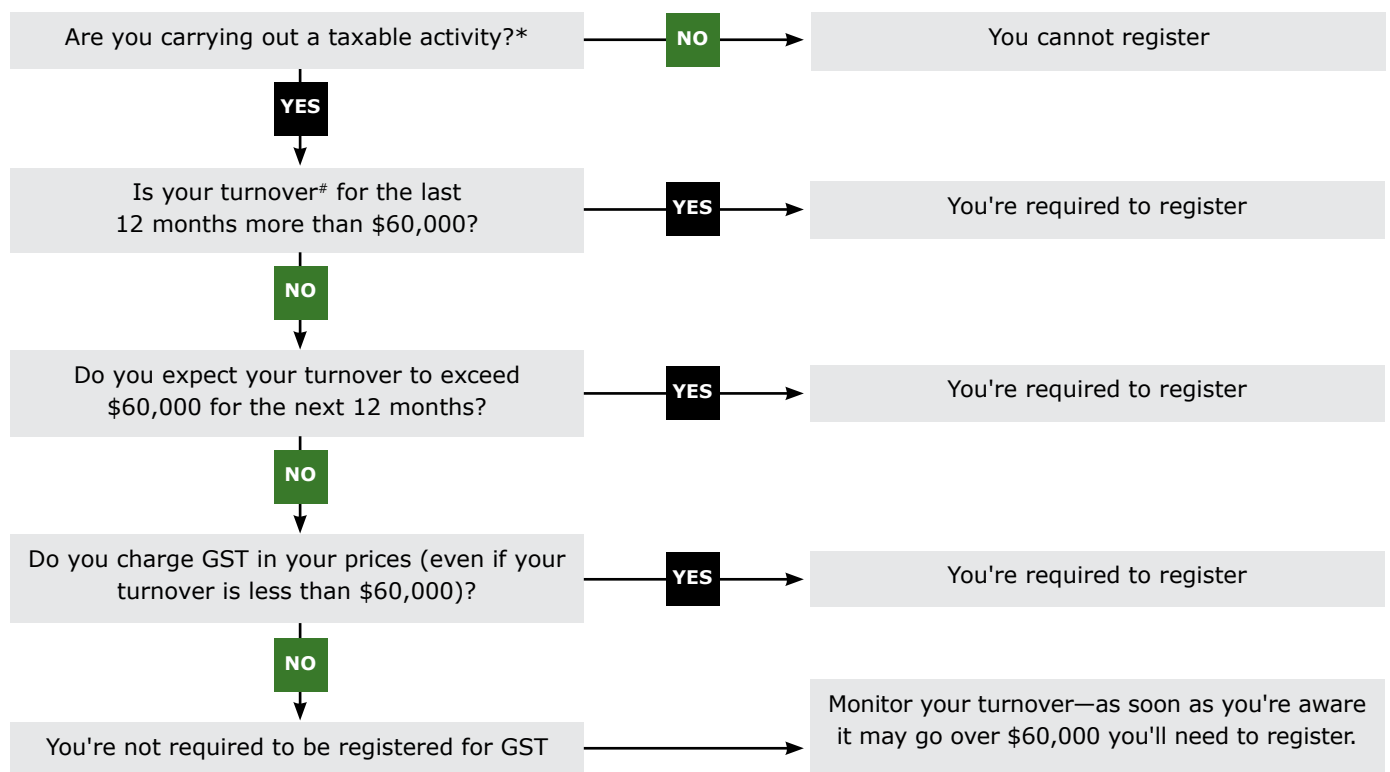 Are you carrying out a taxable activity?*
NO
You cannot register
YES
Is your turnover# for the last
12 months more than $60,000?
YES
You're required to register
NO
Do you expect your turnover to exceed
$60,000 for the next 12 months?
YES
You're required to register
NO
Do you charge GST in your prices (even if your
turnover is less than $60,000)?
YES
You're required to register
NO
You're not required to be registered for GST
Monitor your turnover—as soon as you're aware
it may go over $60,000 you'll need to register.